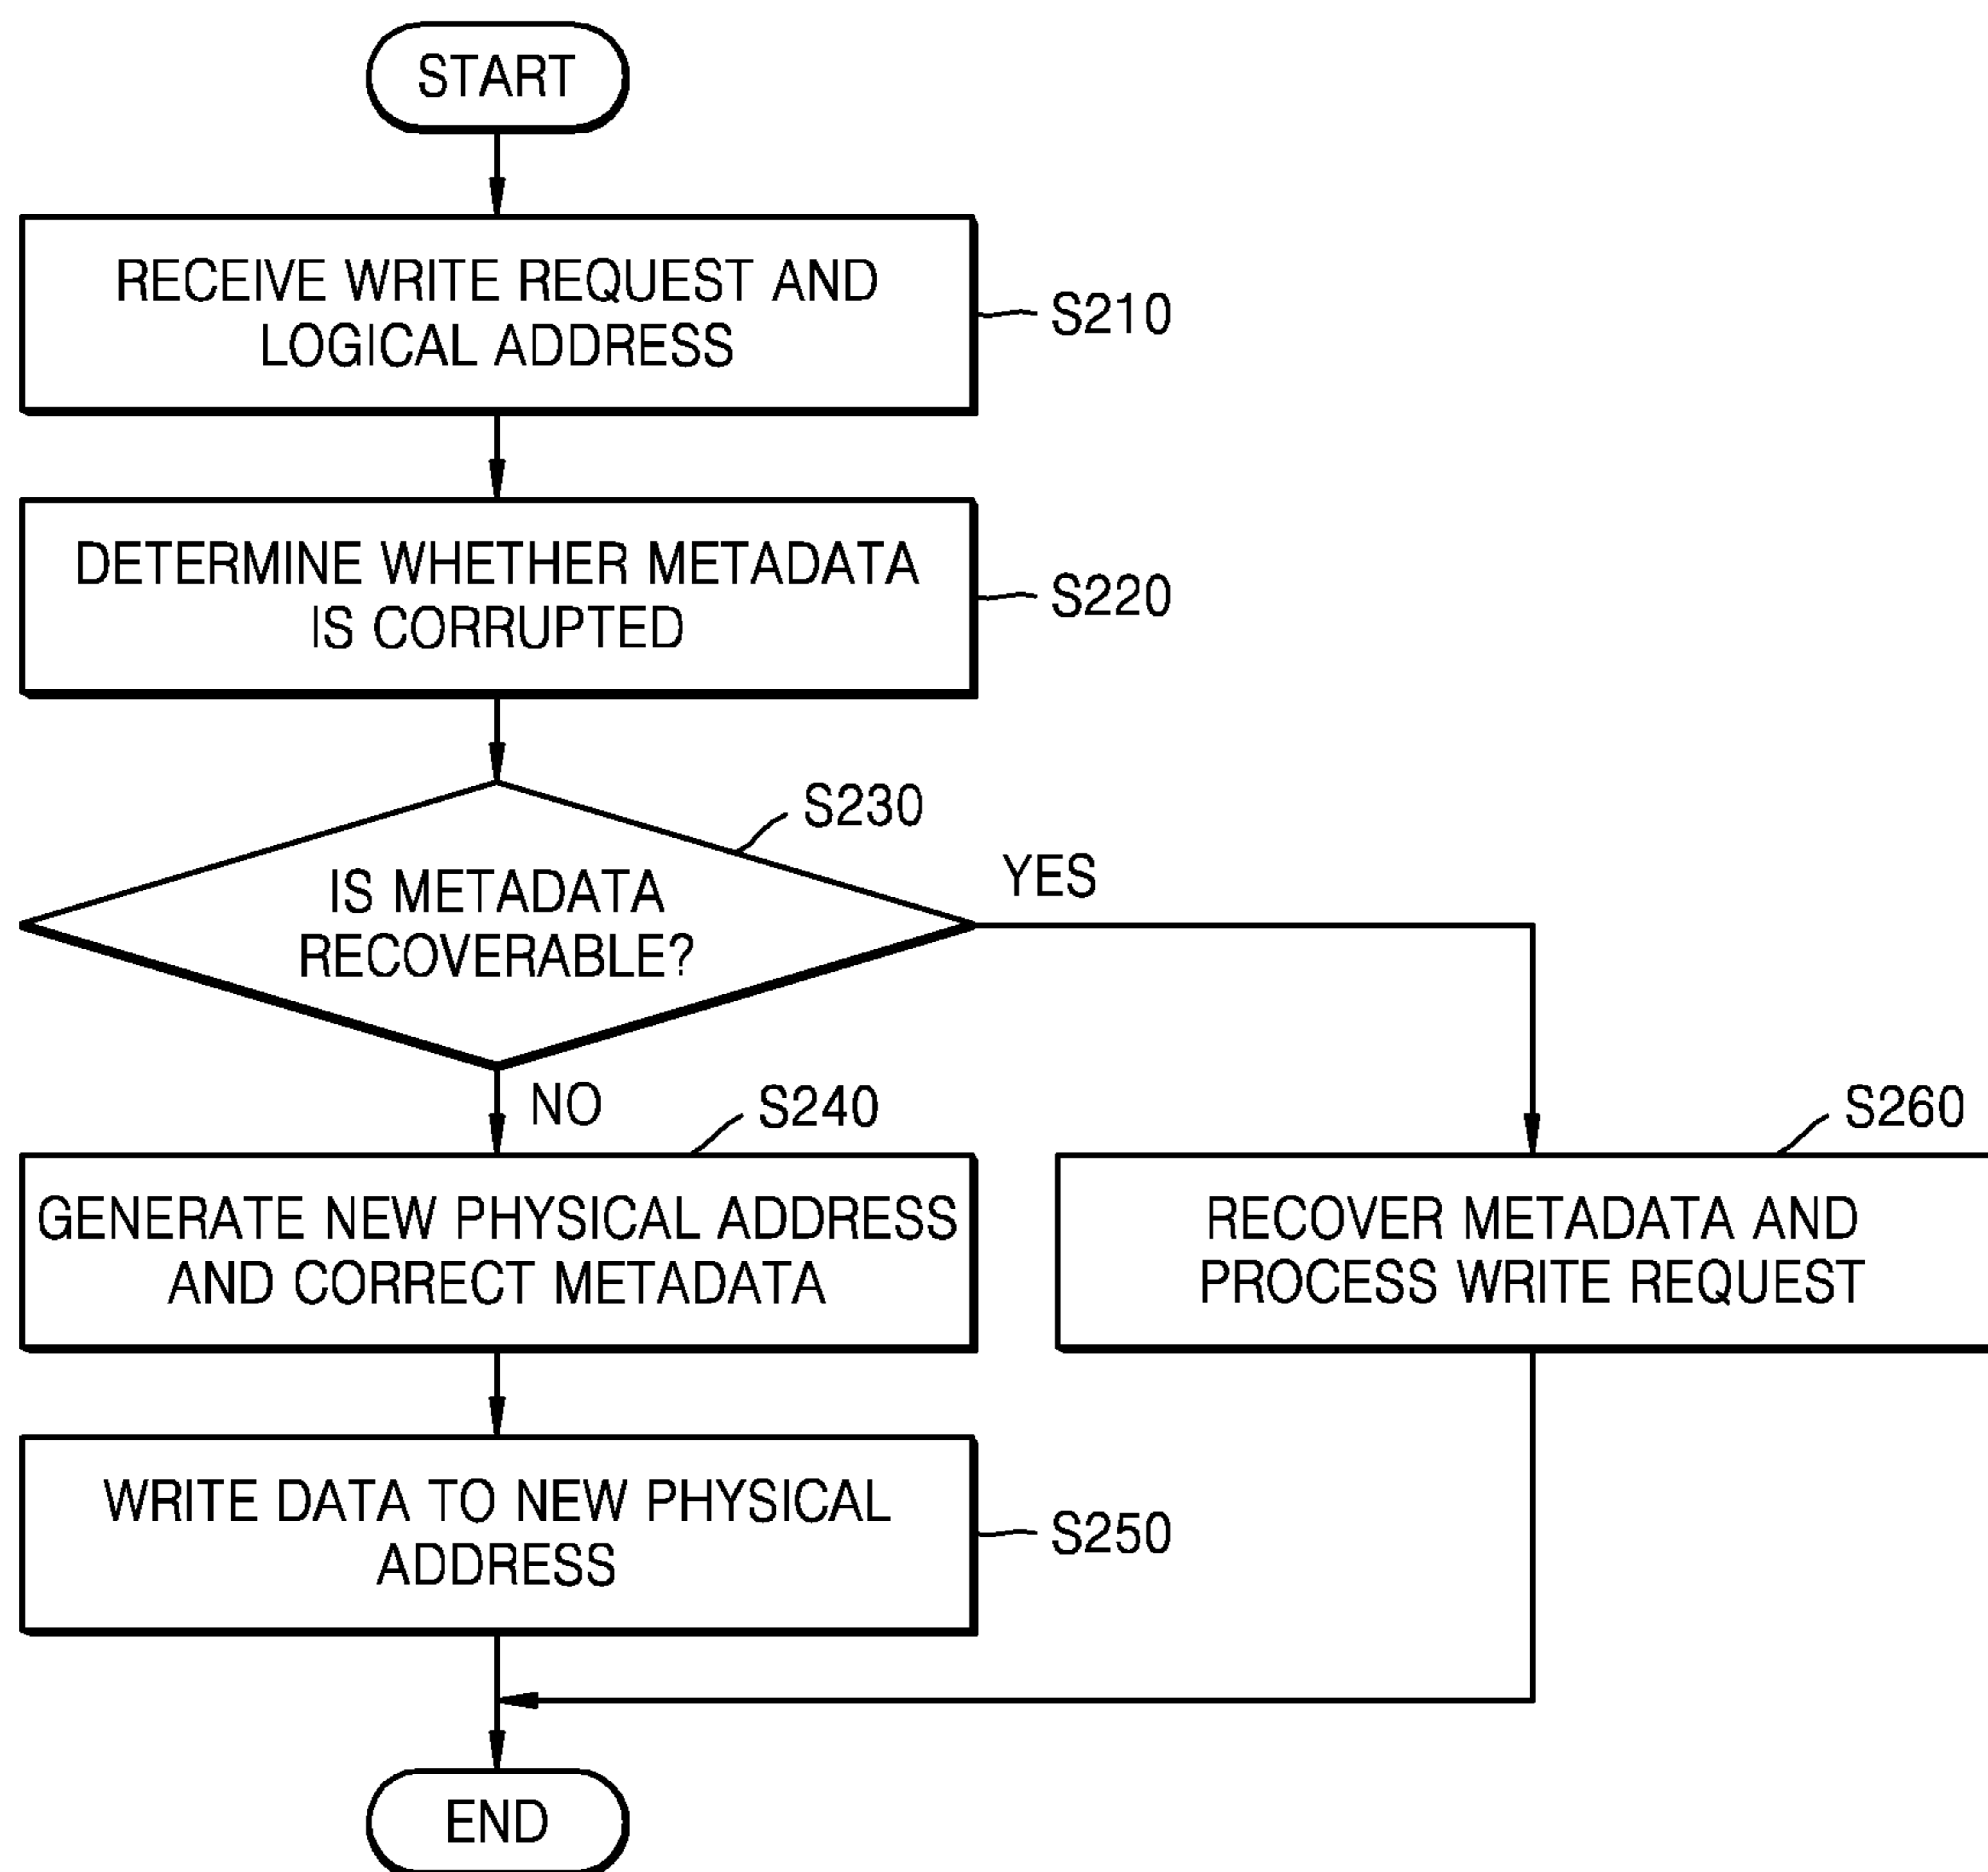 START
RECEIVE WRITE REQUEST AND
LOGICAL ADDRESS
S210
DETERMINE WHETHER METADATA
IS CORRUPTED
S220
S230
IS METADATA
RECOVERABLE?
YES
NO
S240
GENERATE NEW PHYSICAL ADDRESS
AND CORRECT METADATA
S260
RECOVER METADATA AND
PROCESS WRITE REQUEST
WRITE DATA TO NEW PHYSICAL
ADDRESS
S250
END